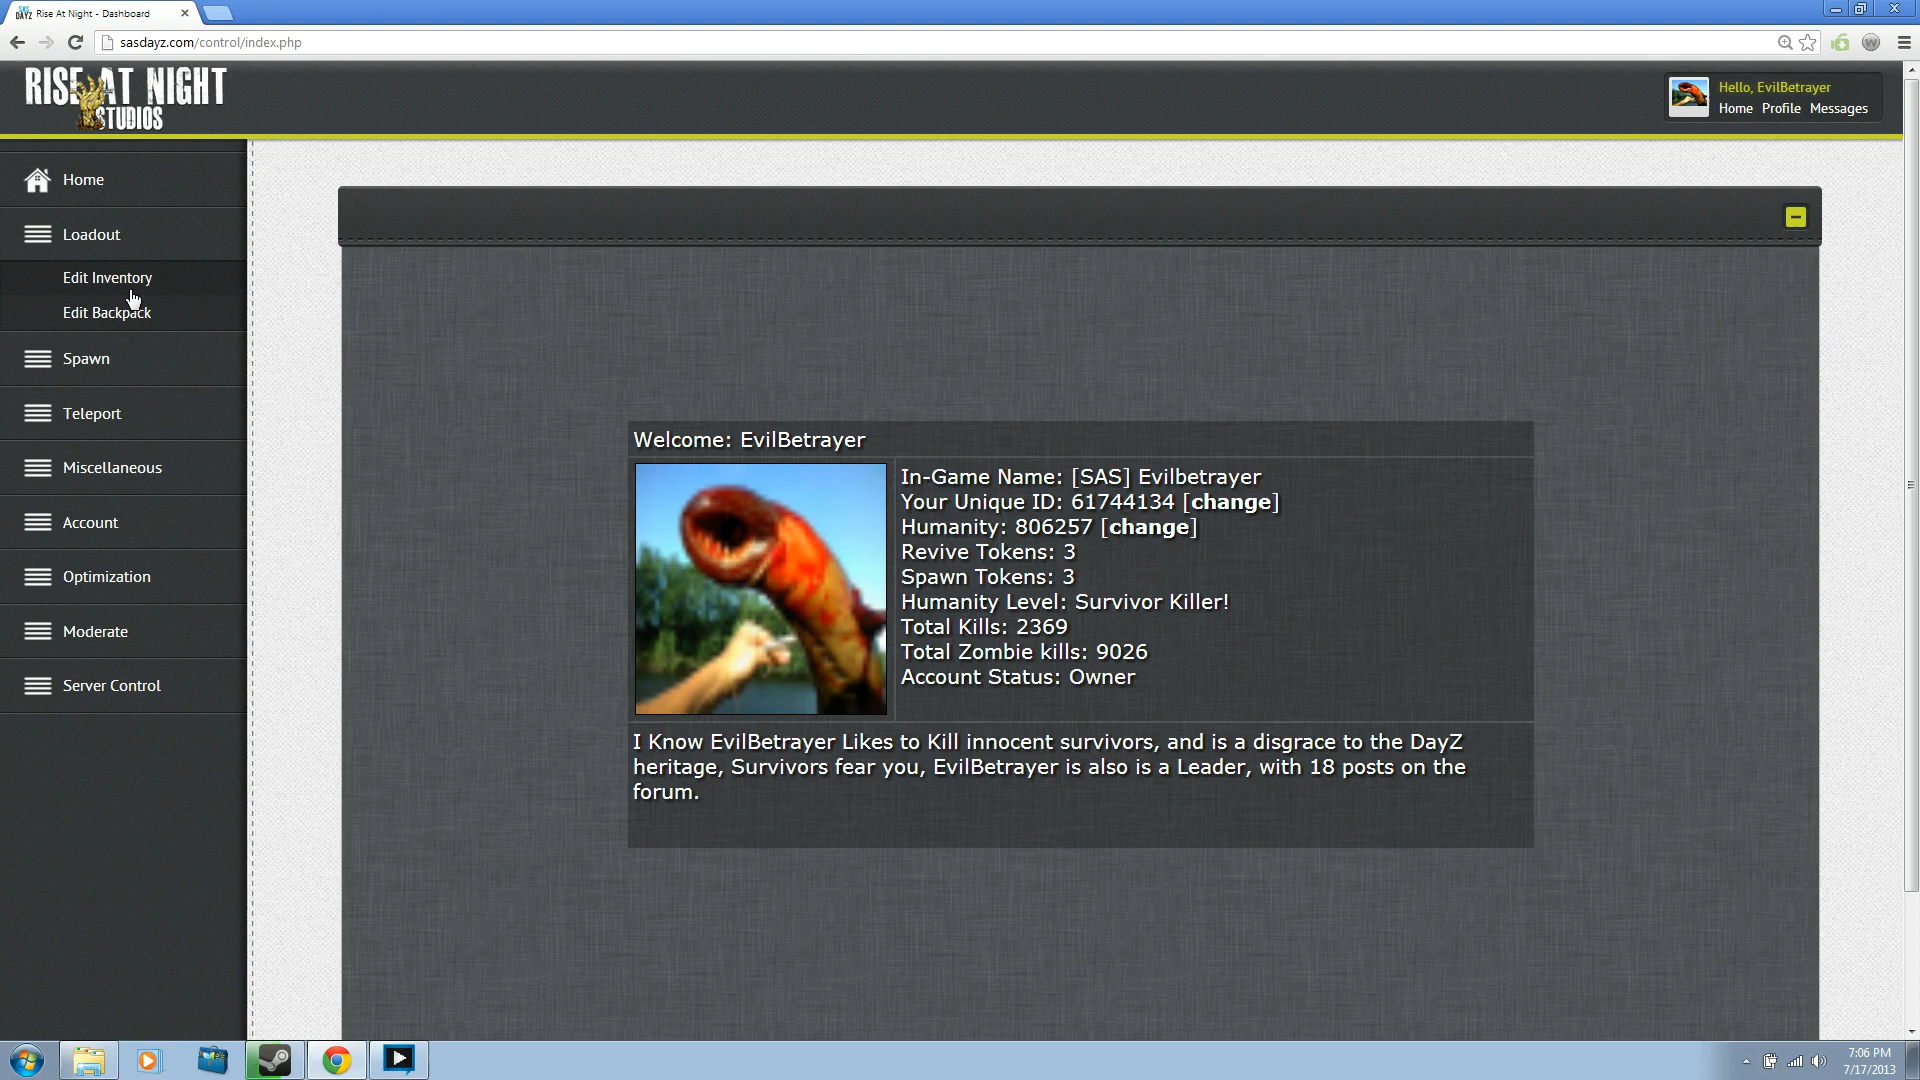 SAS
DAYZ
Rise At Night - Dashboard
sasdayz.com/control/index.php
RISE AT NIGHT
STUDIOS
Hello, EvilBetrayer
Home Profile Messages
Home
Loadout
Edit Inventory
Edit Backpack
Spawn
Teleport
Miscellaneous
Account
Optimization
Moderate
Server Control
Welcome: EvilBetrayer
In-Game Name: [SAS] Evilbetrayer
Your Unique ID: 61744134 [change]
Humanity: 806257 [change]
Revive Tokens: 3
Spawn Tokens: 3
Humanity Level: Survivor Killer!
Total Kills: 2369
Total Zombie kills: 9026
Account Status: Owner
I Know EvilBetrayer Likes to Kill innocent survivors, and is a disgrace to the DayZ
heritage, Survivors fear you, EvilBetrayer is also is a Leader, with 18 posts on the
forum.
7:06 PM
7/17/2013